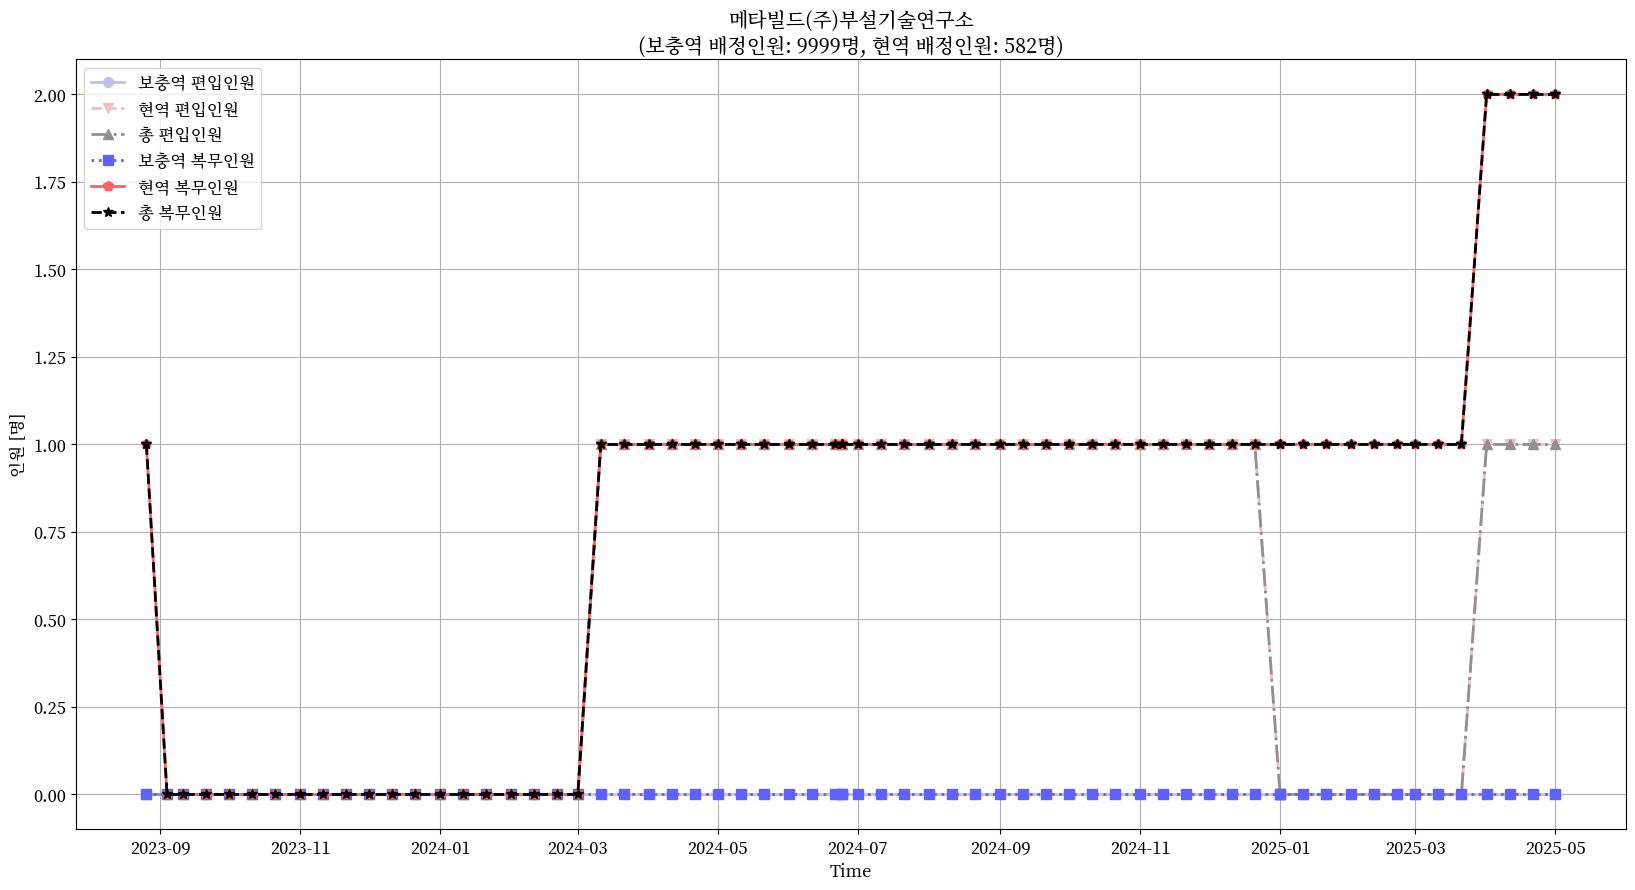 메타빌드(주)부설기술연구소
(보충역 배정인원: 9999명, 현역 배정인원: 582명)
보충역 편입인원
현역 편입인원
총 편입인원
보충역 복무인원
현역 복무인원
총 복무인원
2.00
1.75
1.50
1.25
1.00
0.75
0.50
0.25
0.00
인원 [명]
2023-09
2023-11
2024-01
2024-03
2024-05
2024-07
2024-09
2024-11
2025-01
2025-03
2025-05
Time